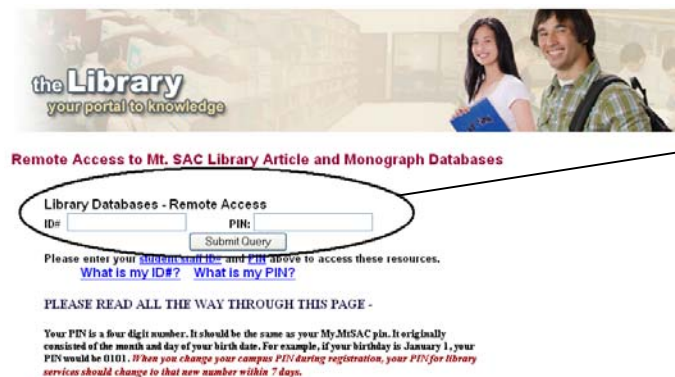 the Library
your portal to knowledge
Remote Access to Mt. SAC Library Article and Monograph Databases
Library Databases - Remote Access
ID# PIN:
Submit Query
Please enter your student/staff ID# and PIN above to access these resources.
What is my ID#? What is my PIN?
PLEASE READ ALL THE WAY THROUGH THIS PAGE -
Your PIN is a four digit number. It should be the same as your My.MtSAC pin. It originally
consisted of the month and day of your birth date. For example, if your birthday is January 1, your
PIN would be 0101. When you change your campus PIN during registration, your PIN for library
services should change to that new number within 7 days.